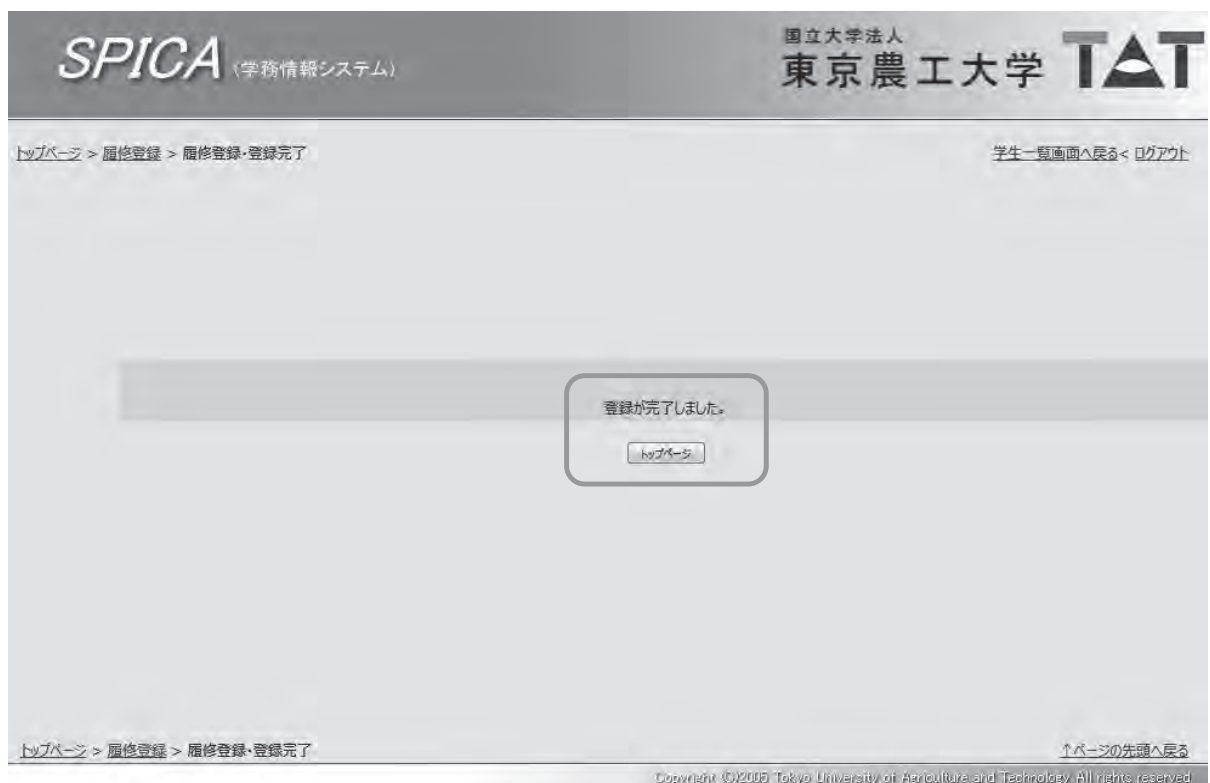 SPICA (学務情報システム)
国立大学法人
東京農工大学 TAT
トップページ > 履修登録 > 履修登録・登録完了
学生一覧画面へ戻る< ログアウト
登録が完了しました。
トップページ
トップページ > 履修登録 > 履修登録・登録完了
↑ページの先頭へ戻る
Copyright (C)2005 Tokyo University of Agriculture and Technology All rights reserved